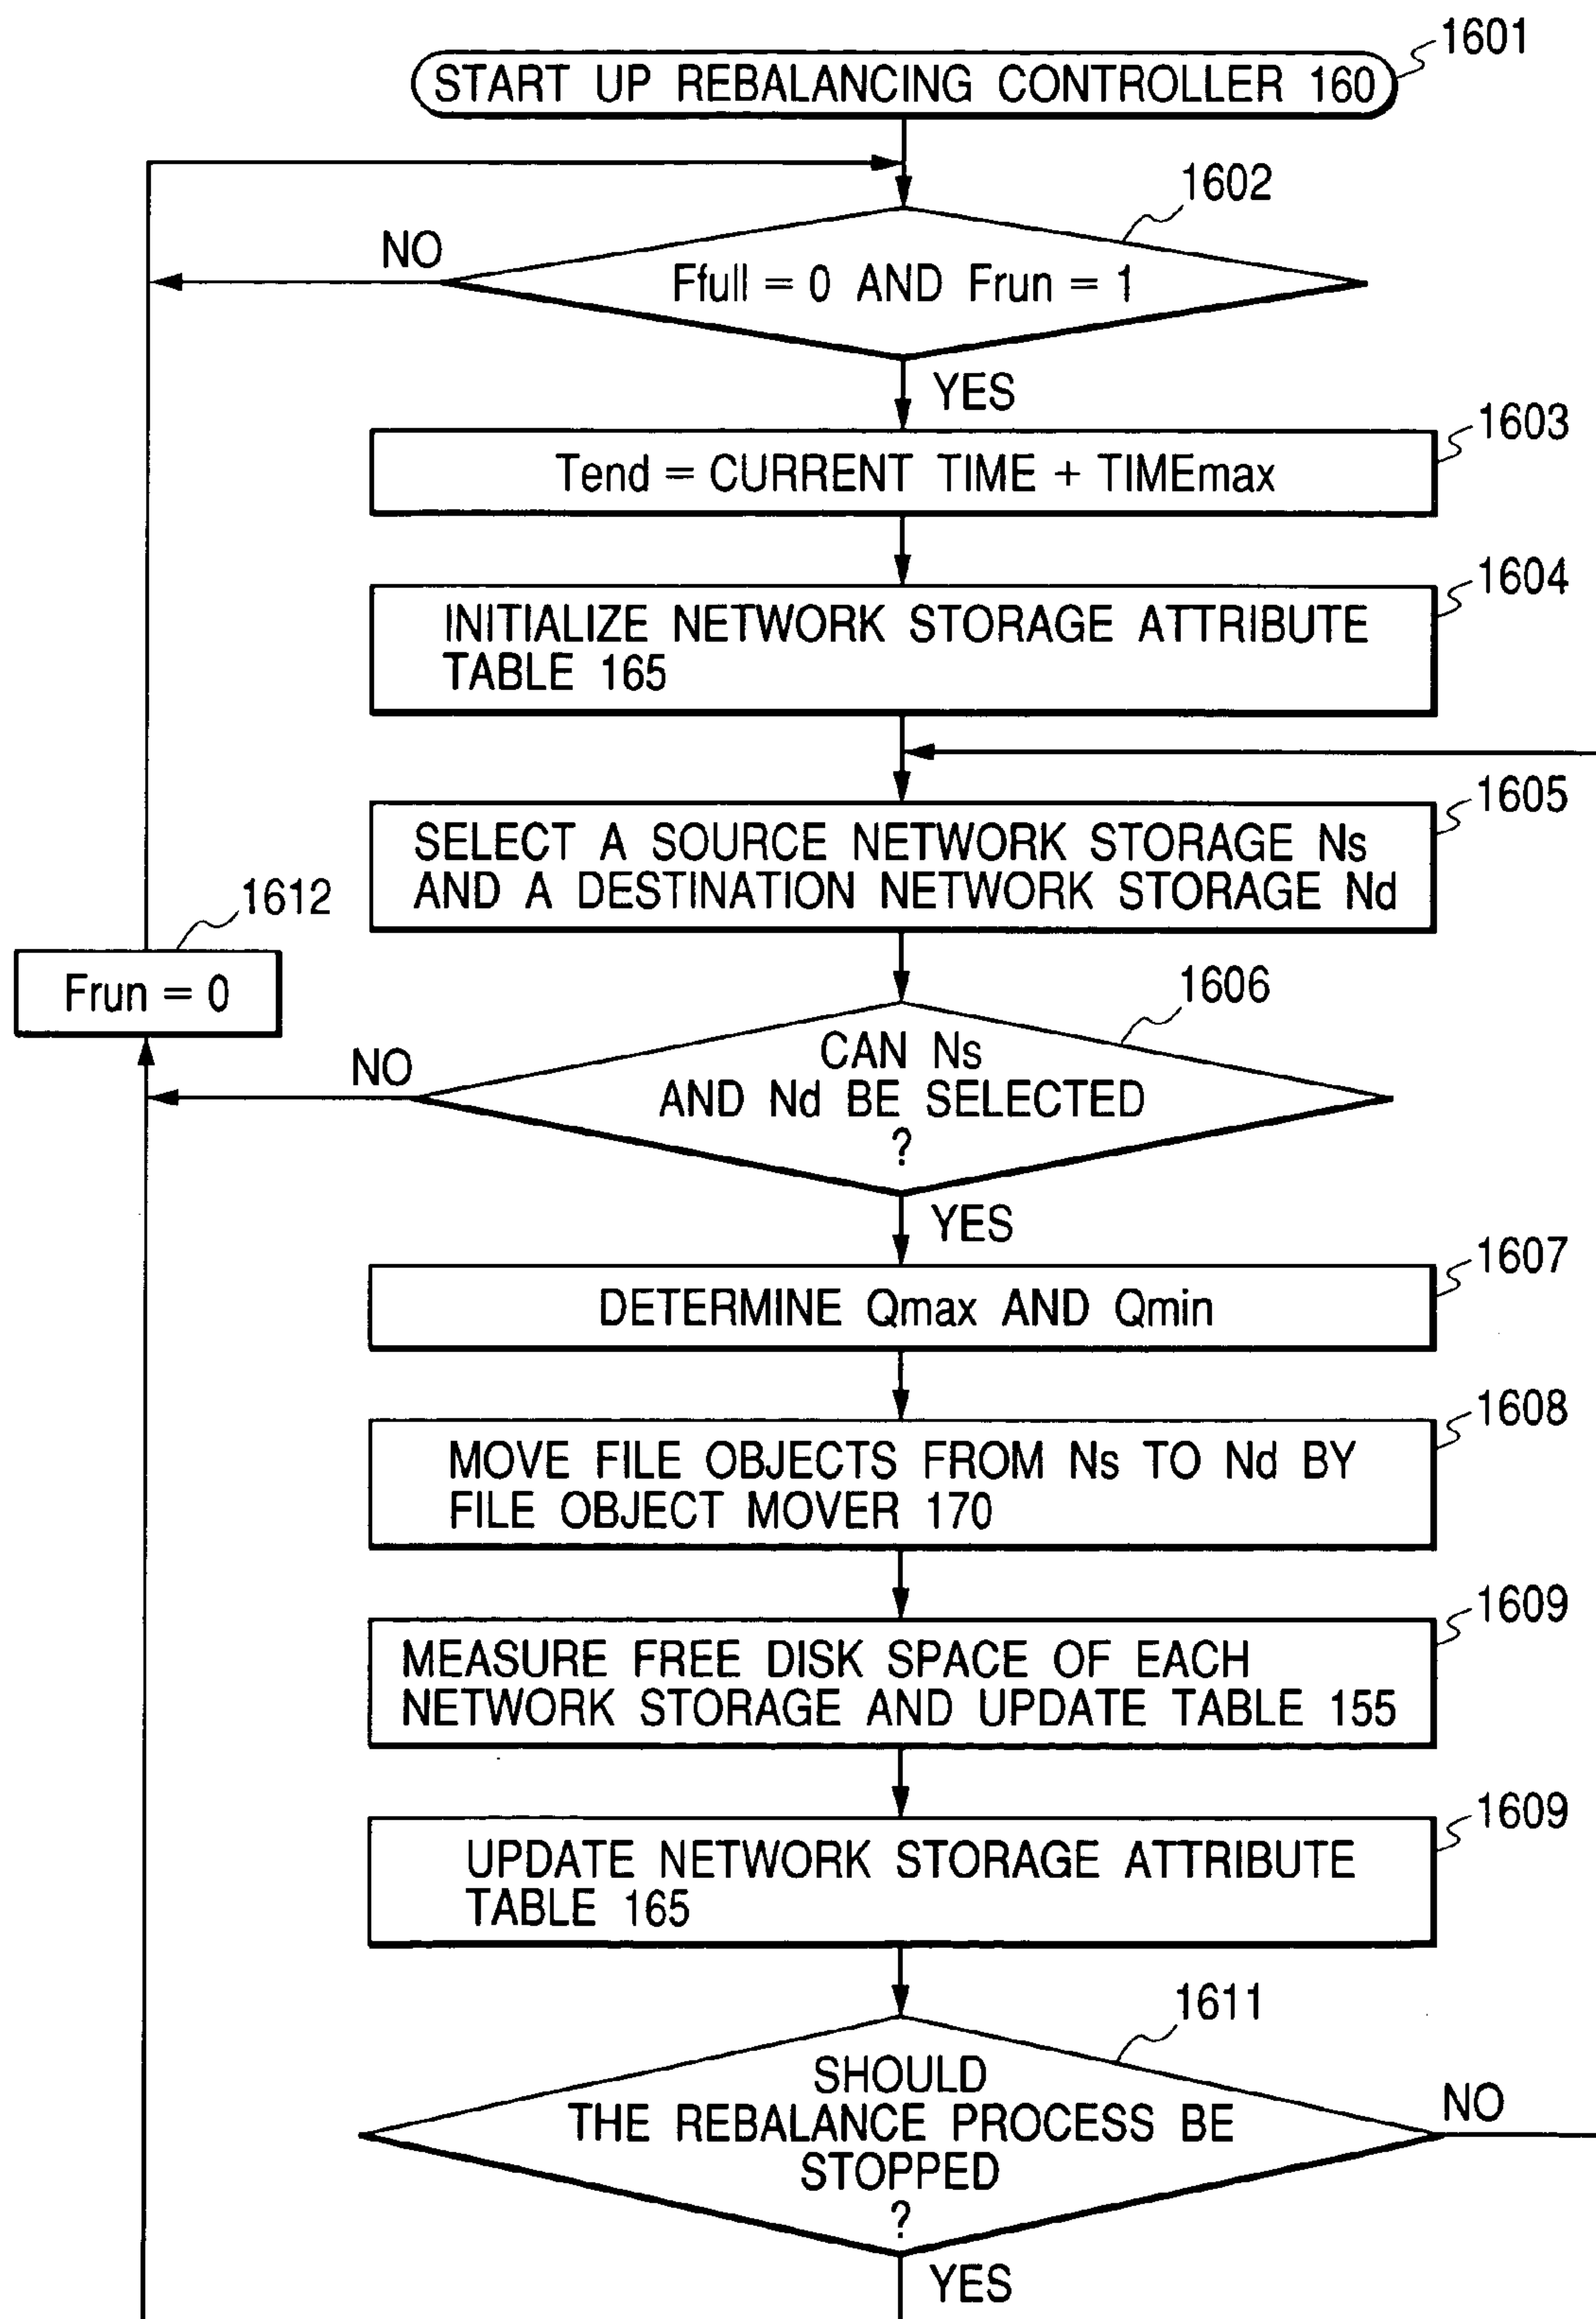 1601
START UP REBALANCING CONTROLLER 160
1602
NO
Ffull = 0 AND Frun = 1
YES
1603
Tend = CURRENT TIME + TIMEmax
1604
INITIALIZE NETWORK STORAGE ATTRIBUTE
TABLE 165
1605
SELECT A SOURCE NETWORK STORAGE Ns
AND A DESTINATION NETWORK STORAGE Nd
1612
Frun = 0
1606
NO
CAN Ns
AND Nd BE SELECTED
?
YES
1607
DETERMINE Qmax AND Qmin
1608
MOVE FILE OBJECTS FROM Ns TO Nd BY
FILE OBJECT MOVER 170
1609
MEASURE FREE DISK SPACE OF EACH
NETWORK STORAGE AND UPDATE TABLE 155
1609
UPDATE NETWORK STORAGE ATTRIBUTE
TABLE 165
1611
SHOULD
THE REBALANCE PROCESS BE
STOPPED
?
NO
YES